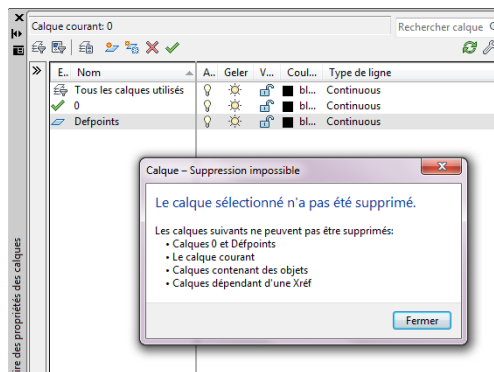 Calque courant: 0
Rechercher calque
E.. Nom A.. Geler V... Coul... Type de ligne
Tous les calques utilisés bl... Continuous
0 bl... Continuous
Defpoints bl... Continuous
Calque – Suppression impossible
Le calque sélectionné n'a pas été supprimé.
Les calques suivants ne peuvent pas être supprimés:
• Calques 0 et Défpoints
• Le calque courant
• Calques contenant des objets
• Calques dépendant d'une Xréf
Fermer
des propriétés des calques